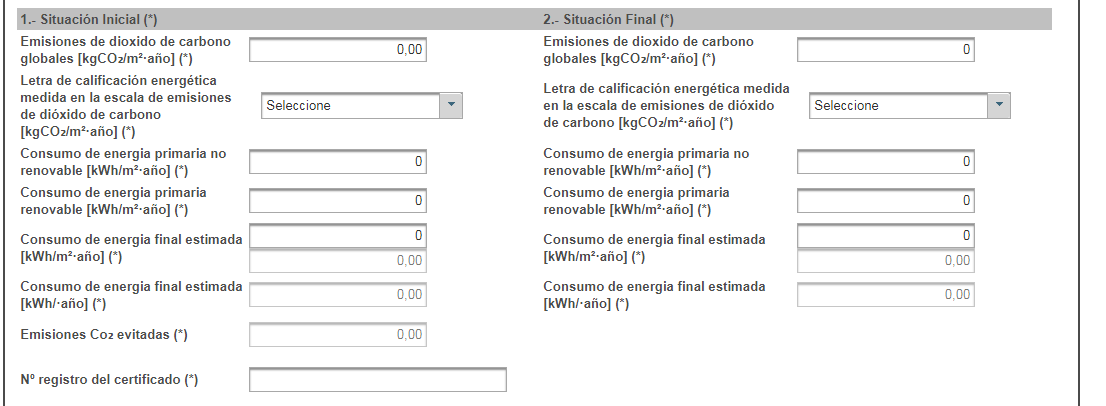 1.- Situación Inicial (*)
2.- Situación Final (*)
Emisiones de dioxido de carbono
globales [kgCO₂/m²·año] (*)
0,00
Emisiones de dioxido de carbono
globales [kgCO₂/m²·año] (*)
0
Letra de calificación energética
medida en la escala de emisiones
de dióxido de carbono
[kgCO₂/m²·año] (*)
Seleccione
Letra de calificación energética medida
en la escala de emisiones de dióxido
de carbono [kgCO₂/m²·año] (*)
Seleccione
Consumo de energia primaria no
renovable [kWh/m²·año] (*)
0
Consumo de energia primaria no
renovable [kWh/m²·año] (*)
0
Consumo de energia primaria
renovable [kWh/m²·año] (*)
0
Consumo de energia primaria
renovable [kWh/m²·año] (*)
0
Consumo de energia final estimada
[kWh/m²·año] (*)
0
0,00
Consumo de energia final estimada
[kWh/m²·año] (*)
0
0,00
Consumo de energia final estimada
[kWh/·año] (*)
0,00
Consumo de energia final estimada
[kWh/·año] (*)
0,00
Emisiones Co₂ evitadas (*)
0,00
Nº registro del certificado (*)